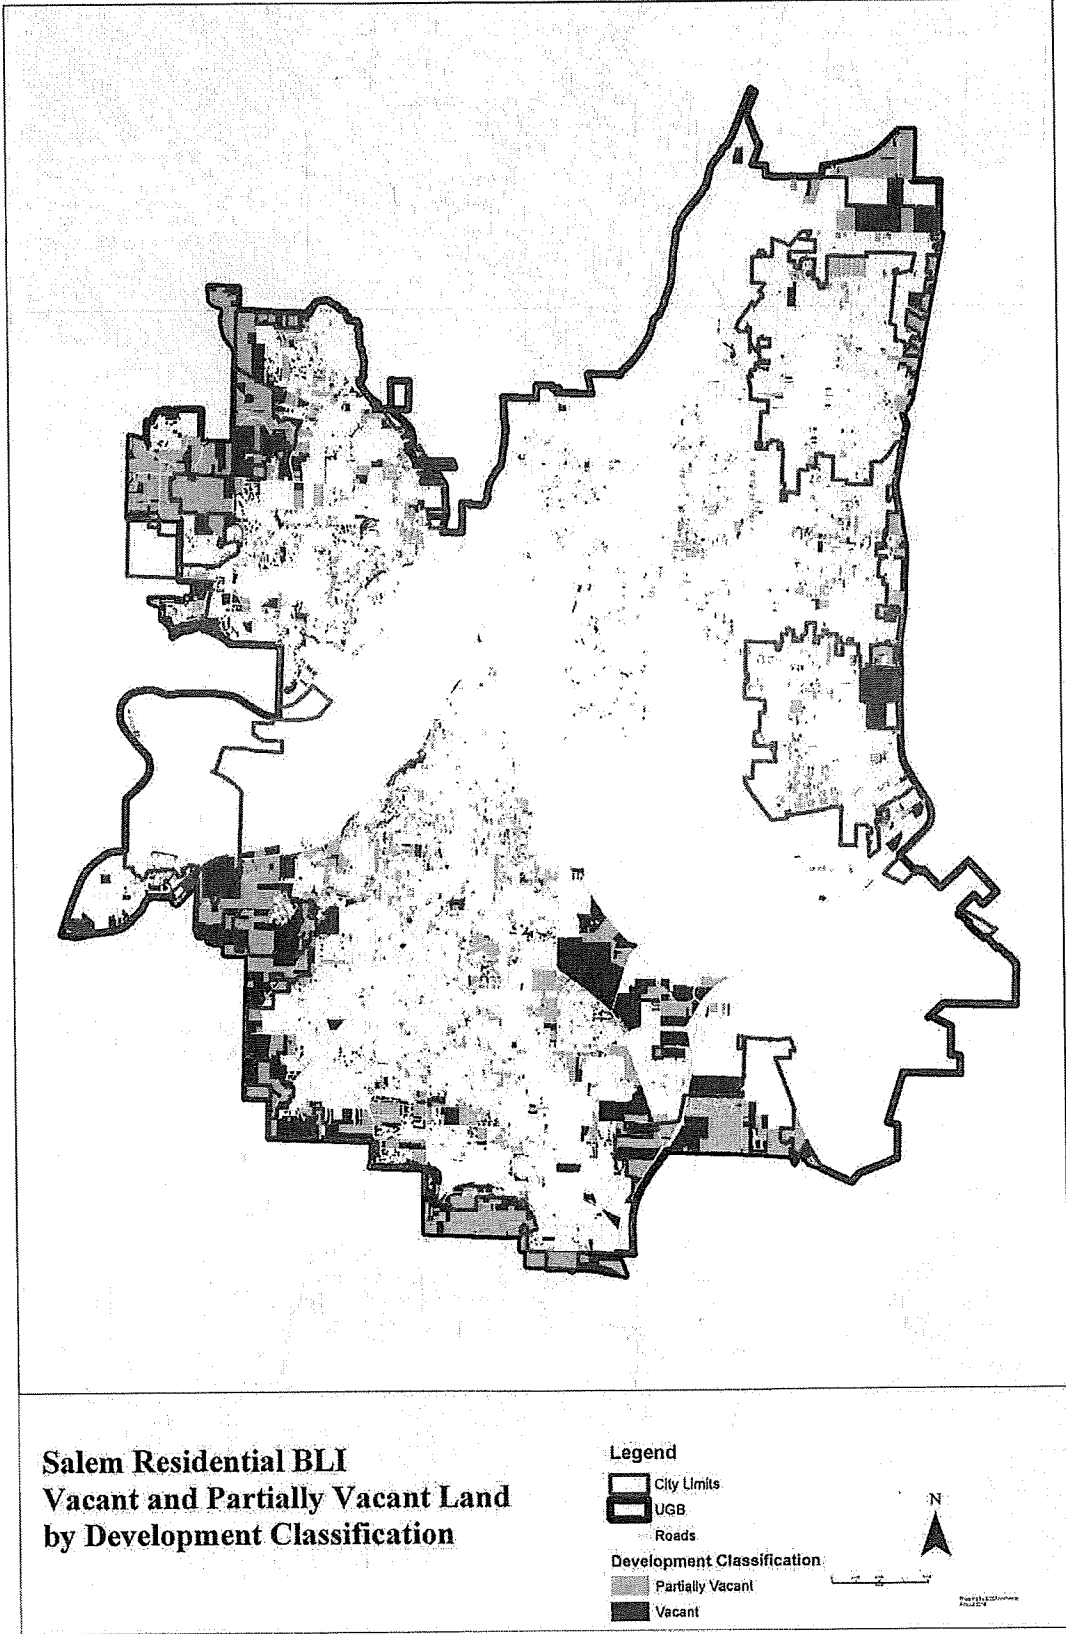 Salem Residential BLI
Vacant and Partially Vacant Land
by Development Classification
Legend
City Limits
UGB
Roads
Development Classification
Partially Vacant
Vacant
N